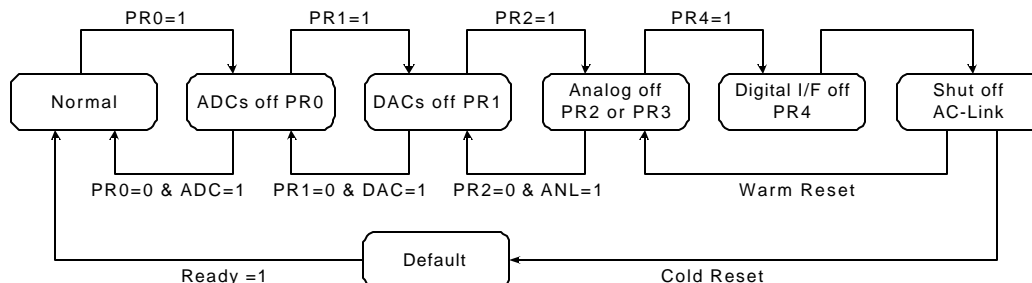 PR0=1
PR1=1
PR2=1
PR4=1
Normal
ADCs off PR0
DACs off PR1
Analog off
PR2 or PR3
Digital I/F off
PR4
Shut off
AC-Link
PR0=0 & ADC=1
PR1=0 & DAC=1
PR2=0 & ANL=1
Warm Reset
Default
Ready =1
Cold Reset